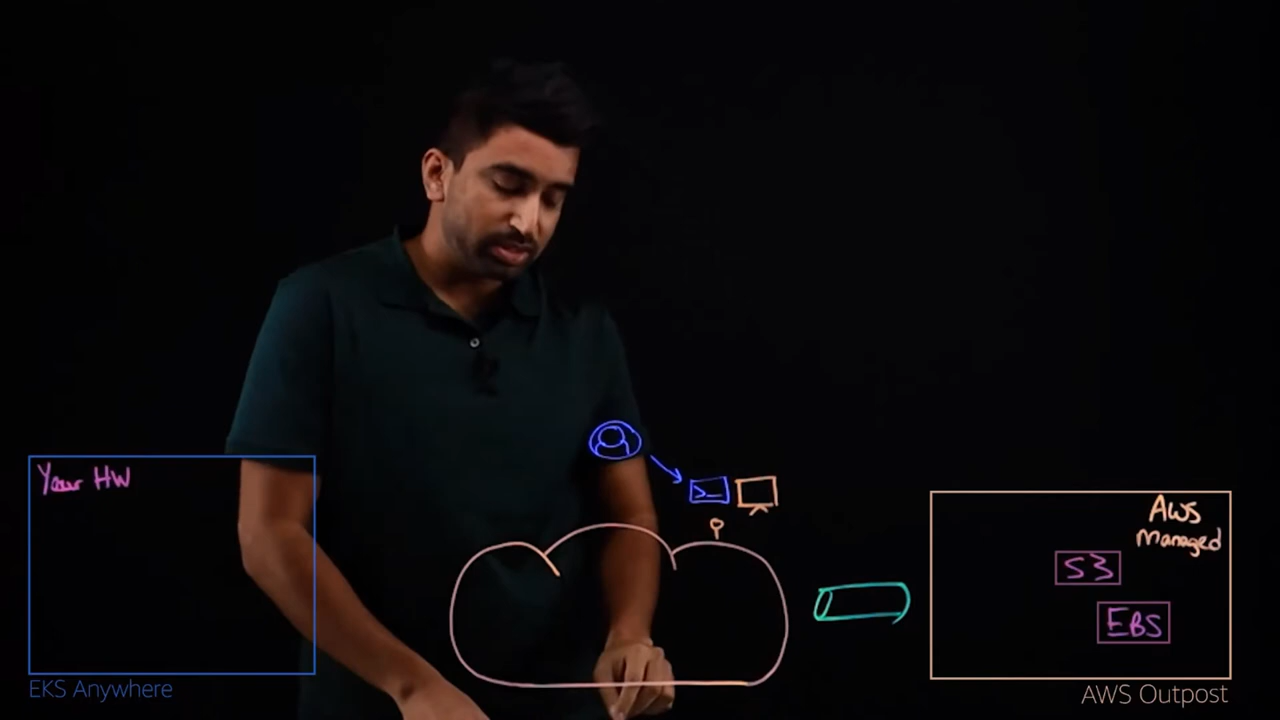 Your HW
EKS Anywhere
>_
AWS
Managed
S3
EBS
AWS Outpost